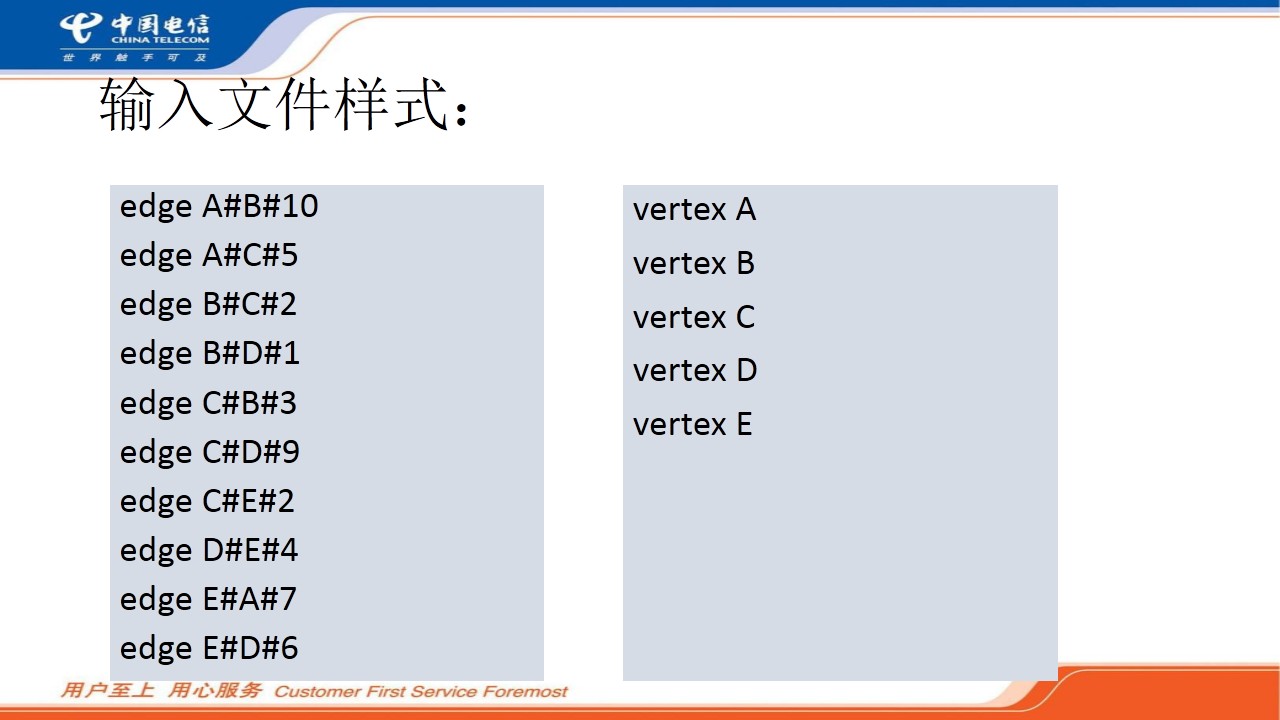 中国电信
CHINA TELECOM
世界触手可及
输入文件样式：
edge A#B#10
edge A#C#5
edge B#C#2
edge B#D#1
edge C#B#3
edge C#D#9
edge C#E#2
edge D#E#4
edge E#A#7
edge E#D#6
vertex A
vertex B
vertex C
vertex D
vertex E
用户至上 用心服务 Customer First Service Foremost